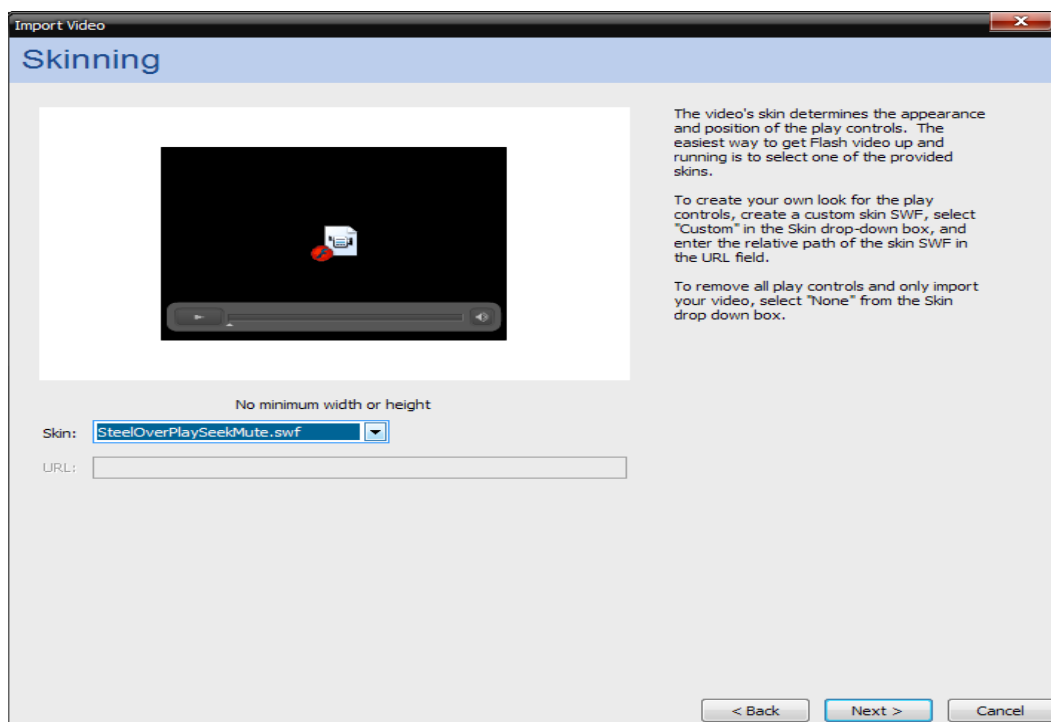 Import Video
Skinning
The video's skin determines the appearance
and position of the play controls.  The
easiest way to get Flash video up and
running is to select one of the provided
skins.
To create your own look for the play
controls, create a custom skin SWF, select
"Custom" in the Skin drop-down box, and
enter the relative path of the skin SWF in
the URL field.
To remove all play controls and only import
your video, select "None" from the Skin
drop down box.
No minimum width or height
Skin: SteelOverPlaySeekMute.swf
URL:
< Back Next > Cancel